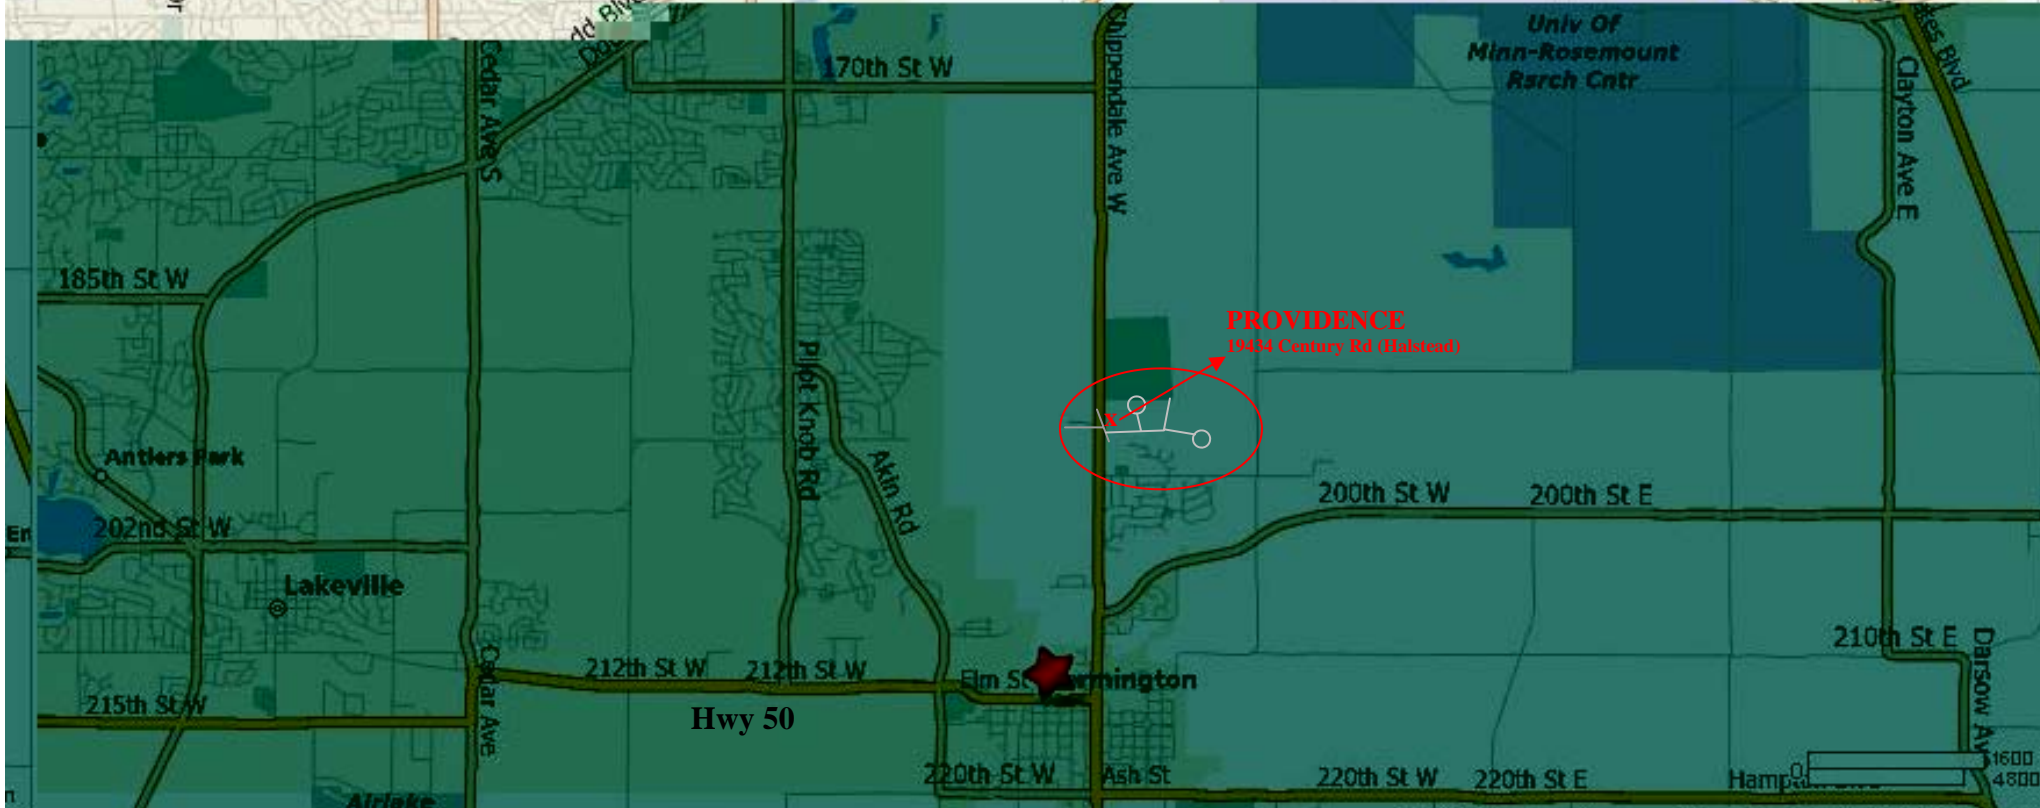 Univ Of
Minn-Rosemount
Rsrch Cntr
170th St W
Cedar Ave S
Chippendale Ave W
Clayton Ave E
Blvd
185th St W
PROVIDENCE
19434 Century Rd (Halstead)
x
Pilot Knob Rd
Akin Rd
Antlers Park
200th St W
200th St E
202nd St W
Lakeville
210th St E
212th St W
212th St W
Elm St
Cedar Ave
215th St W
Hwy 50
220th St W
Ash St
220th St W
220th St E
0
1600
4800
Airlake